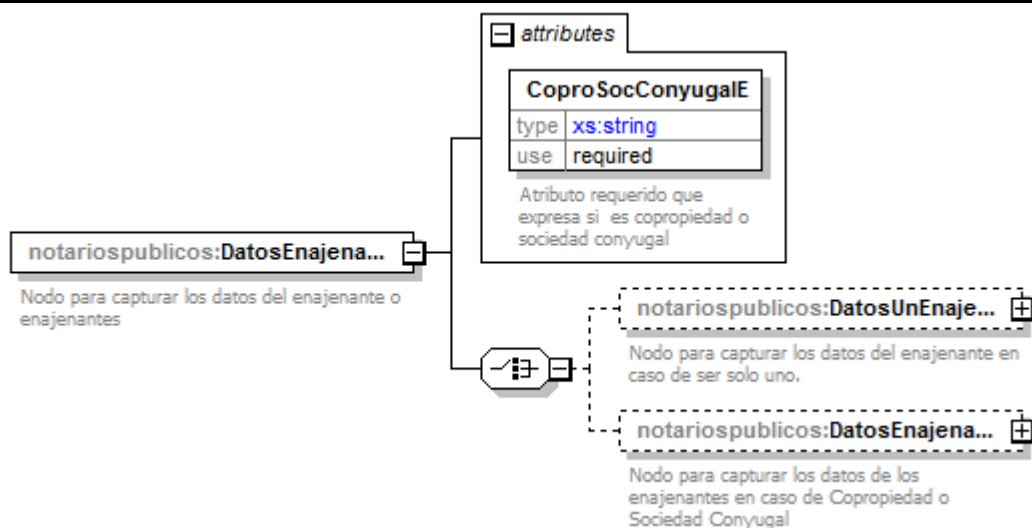 attributes
CoproSocConyugalE
type xs:string
use required
Atributo requerido que
expresa si es copropiedad o
sociedad conyugal
notariospublicos:DatosEnajena...
Nodo para capturar los datos del enajenante o
enajenantes
notariospublicos:DatosUnEnaje...
Nodo para capturar los datos del enajenante en
caso de ser solo uno.
notariospublicos:DatosEnajena...
Nodo para capturar los datos de los
enajenantes en caso de Copropiedad o
Sociedad Conyugal